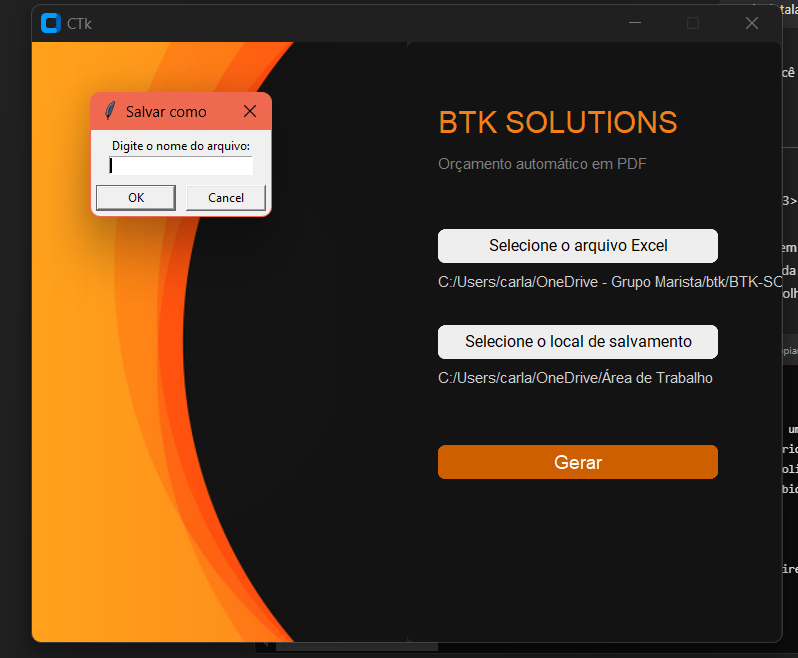 CTk
Salvar como
Digite o nome do arquivo:
OK
Cancel
BTK SOLUTIONS
Orçamento automático em PDF
Selecione o arquivo Excel
C:/Users/carla/OneDrive - Grupo Marista/btk/BTK-SO
Selecione o local de salvamento
C:/Users/carla/OneDrive/Área de Trabalho
Gerar